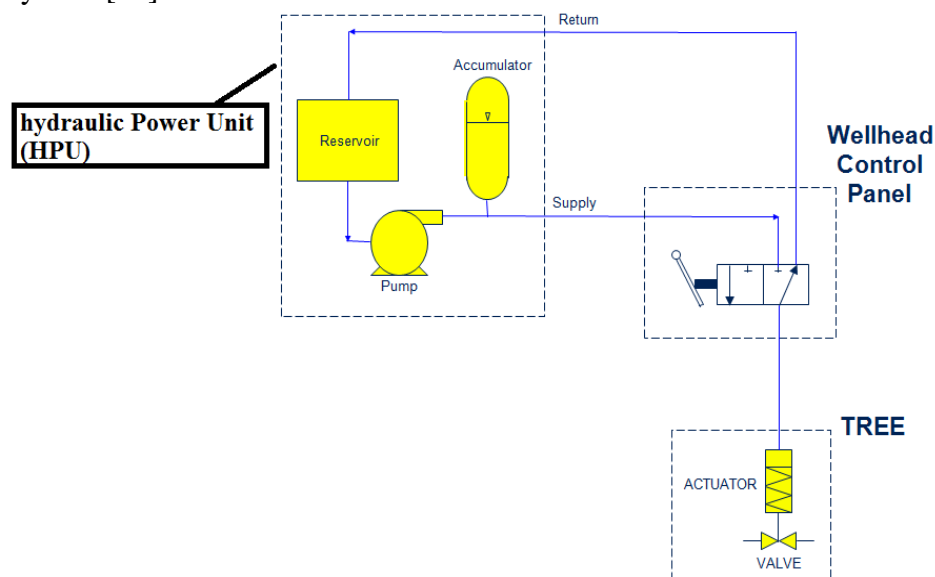 Return
Accumulator
hydraulic Power Unit
(HPU)
Reservoir
Wellhead
Control
Panel
Supply
Pump
TREE
ACTUATOR
VALVE